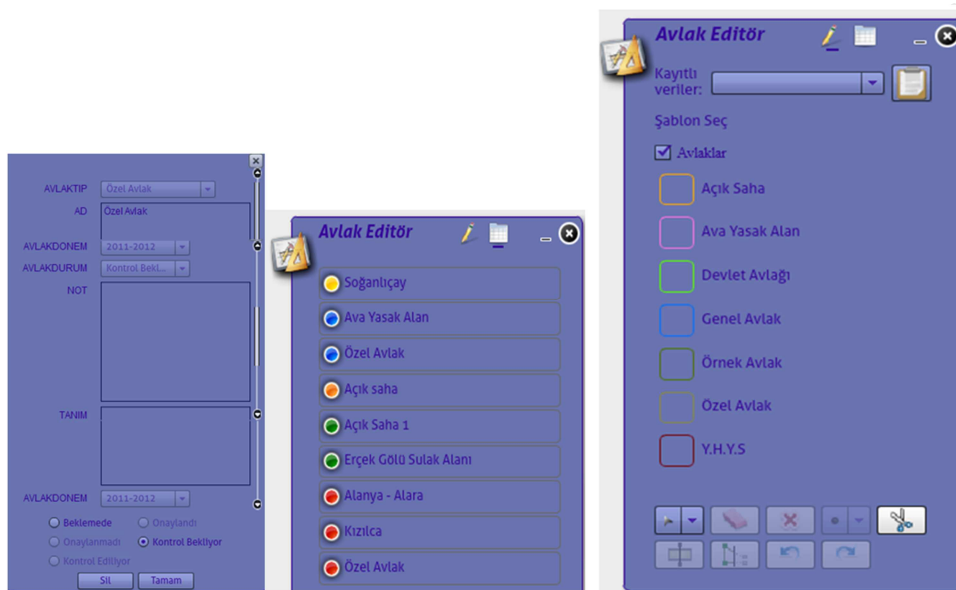 AVLAKTIP Özel Avlak
AD Özel Avlak
AVLAKDONEM 2011-2012
AVLAKDURUM Kontrol Bekl...
NOT
TANIM
AVLAKDONEM 2011-2012
Beklemede Onaylandı
Onaylanmadı Kontrol Bekliyor
Kontrol Ediliyor
Sil Tamam
Avlak Editör
Soğanlıçay
Ava Yasak Alan
Özel Avlak
Açık saha
Açık Saha 1
Erçek Gölü Sulak Alanı
Alanya - Alara
Kızılca
Özel Avlak
Avlak Editör
Kayıtlı
veriler:
Şablon Seç
Avlaklar
Açık Saha
Ava Yasak Alan
Devlet Avlağı
Genel Avlak
Örnek Avlak
Özel Avlak
Y.H.Y.S